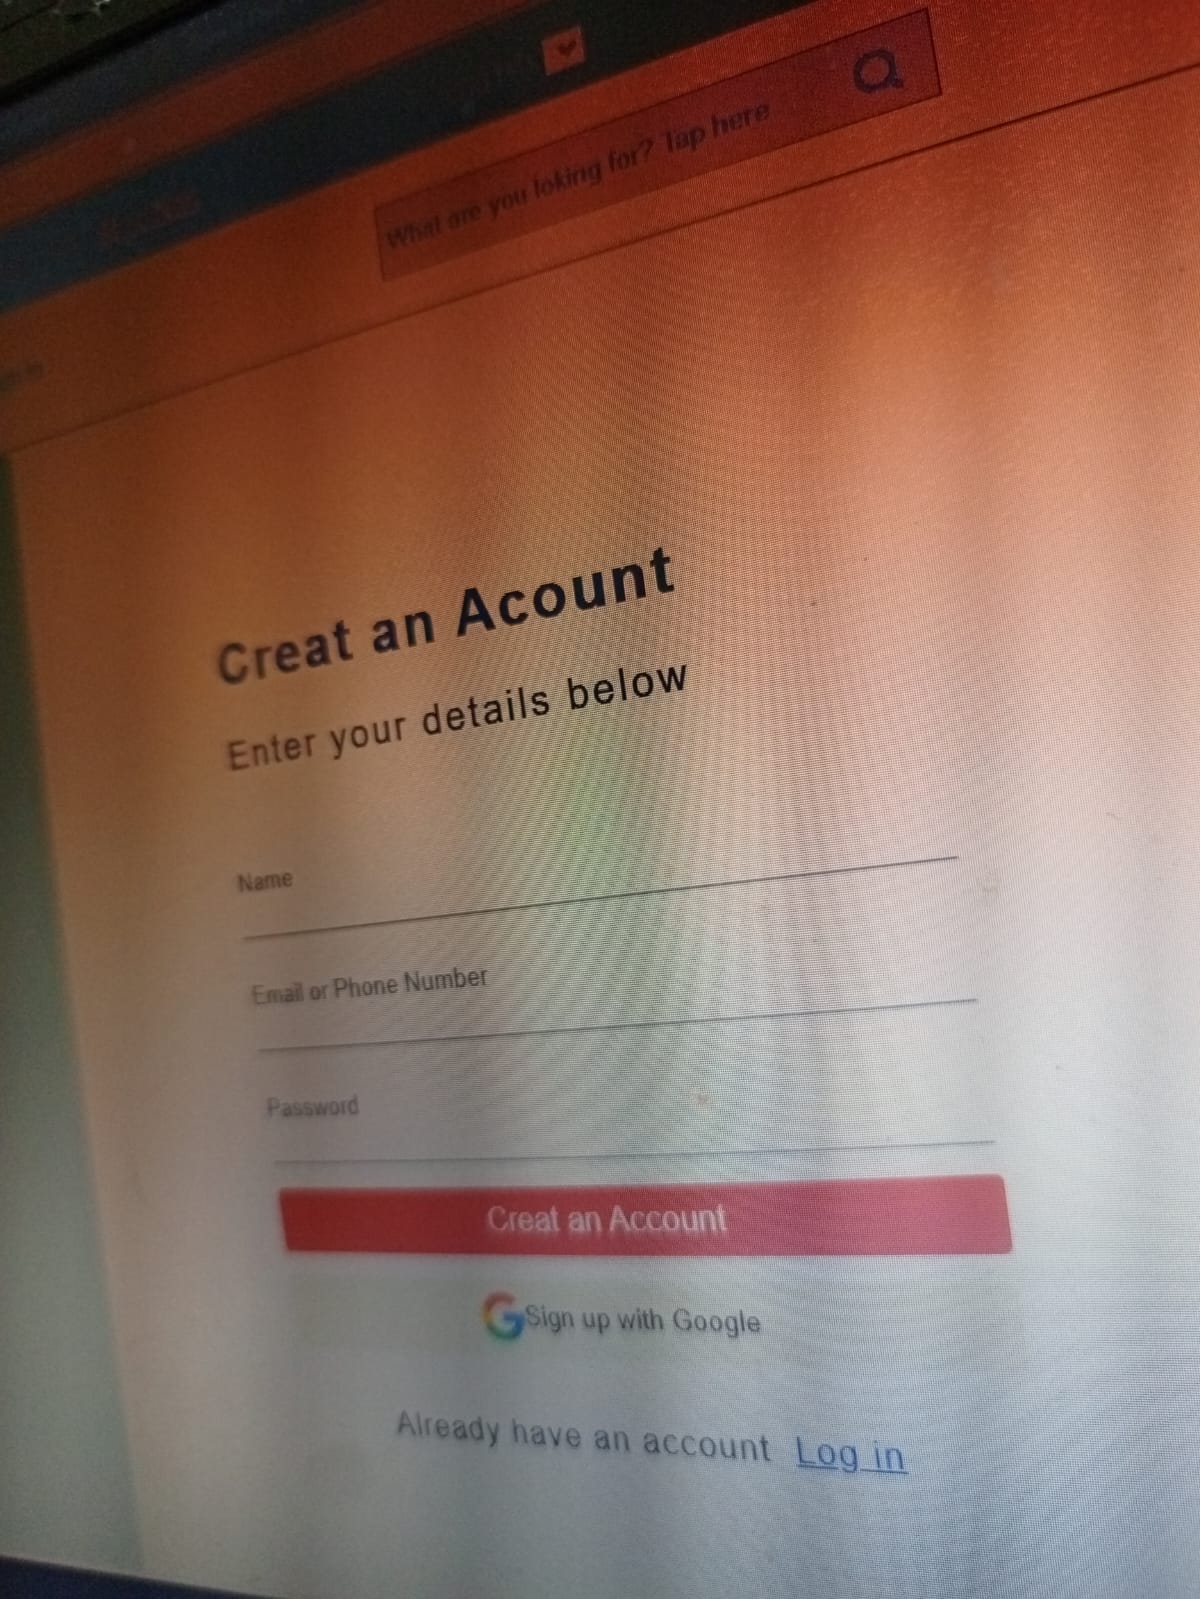 What are you loking for? Tap here
Creat an Acount
Enter your details below
Name
Email or Phone Number
Password
Creat an Account
Sign up with Google
Already have an account Log in